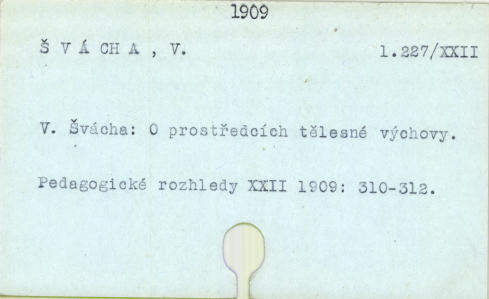 1909
Š V Á CH A , V. 1.227/XXII
V. Švácha: O prostředcích tělesné výchovy.
Pedagogické rozhledy XXII 1909: 310-312.